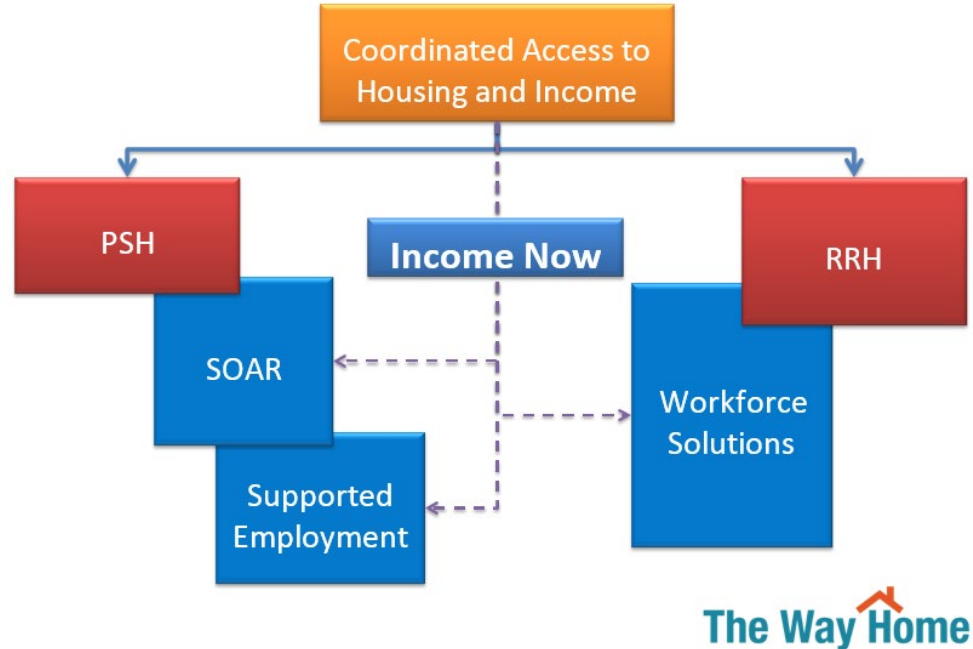 Coordinated Access to
Housing and Income
PSH
Income Now
RRH
SOAR
Workforce
Solutions
Supported
Employment
The Way Home